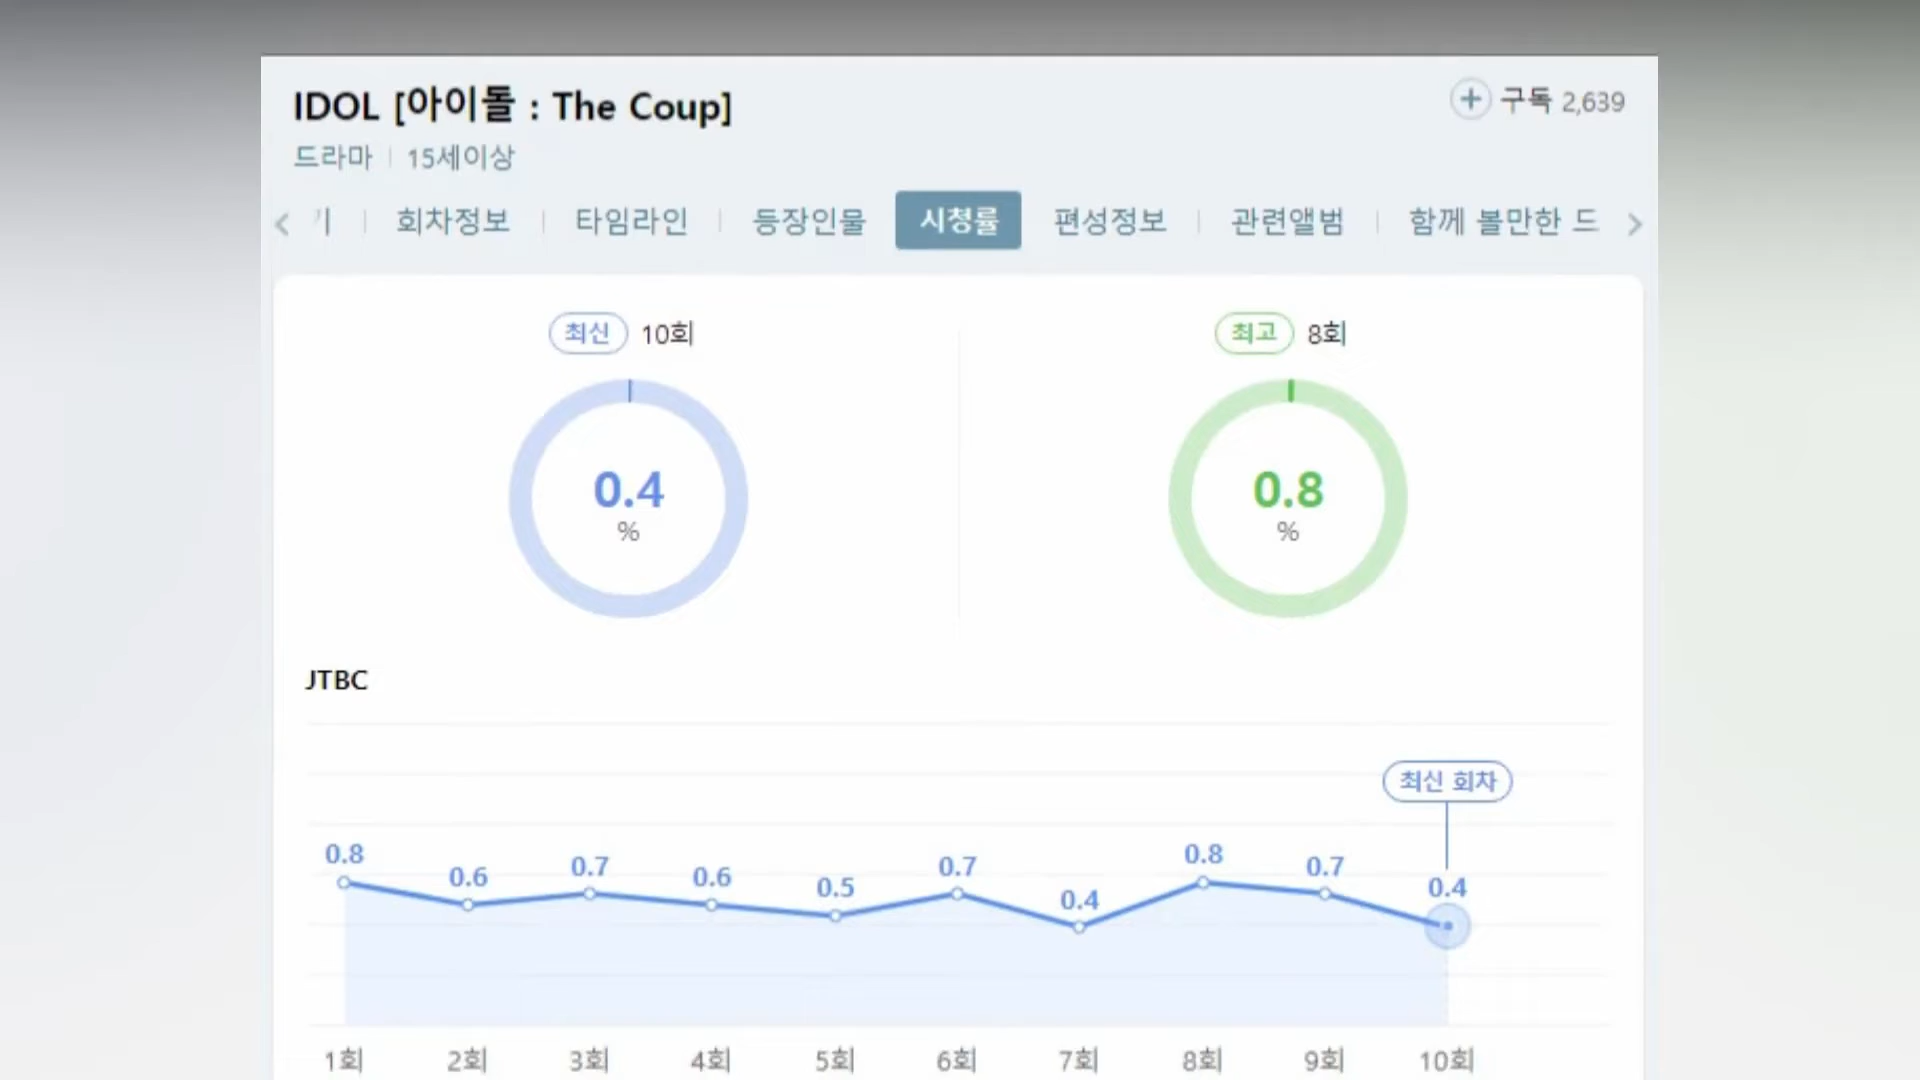 IDOL [아이돌 : The Coup]
구독 2,639
드라마 15세이상
회차정보 타임라인 등장인물 시청률 편성정보 관련앨범 함께 볼만한 드
최신 10회
최고 8회
0.4
%
0.8
%
JTBC
최신 회차
0.8 0.6 0.7 0.6 0.5 0.7 0.4 0.8 0.7 0.4
1회 2회 3회 4회 5회 6회 7회 8회 9회 10회